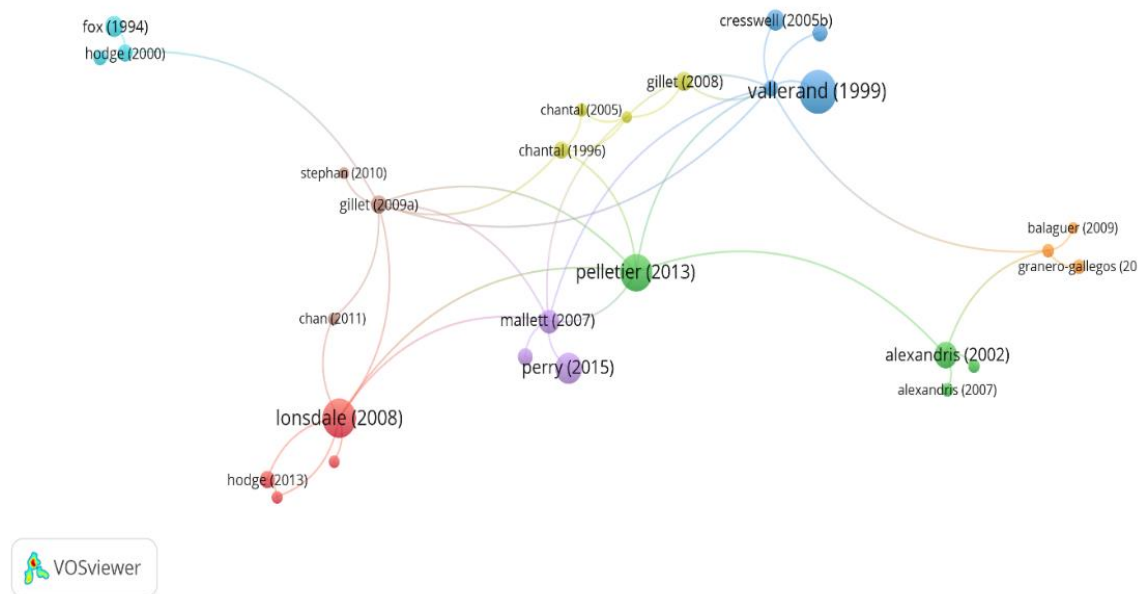 fox (1994)
cresswell (2005b)
hodge (2000)
gillet (2008)
vallerand (1999)
chantal (2005)
chantal (1996)
stephan (2010)
gillet (2009a)
balaguer (2009)
granero-gallegos (20
pelletier (2013)
chan (2011)
mallett (2007)
alexandris (2002)
perry (2015)
alexandris (2007)
lonsdale (2008)
hodge (2013)
VOSviewer